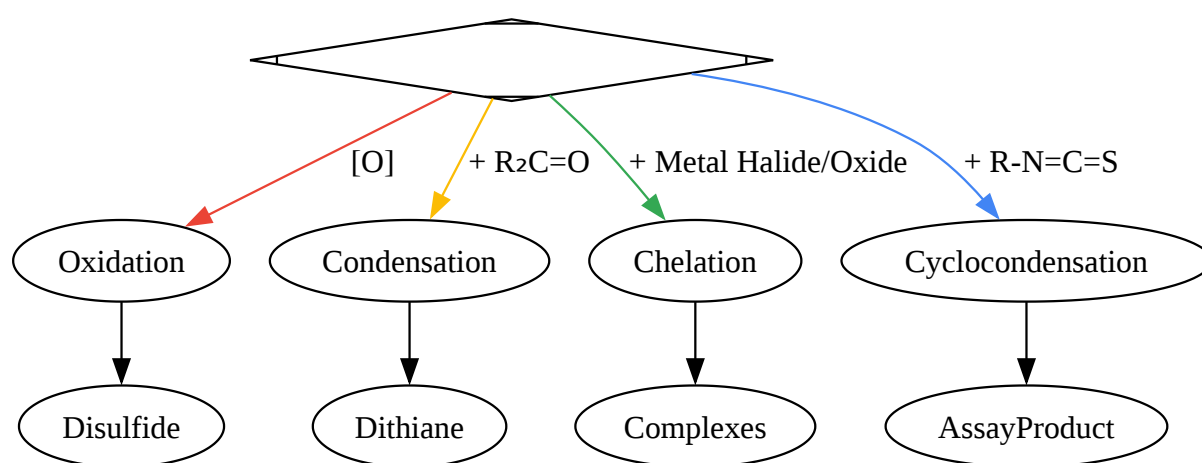 [O]
+ R₂C=O
+ Metal Halide/Oxide
+ R-N=C=S
Oxidation
Condensation
Chelation
Cyclocondensation
Disulfide
Dithiane
Complexes
AssayProduct